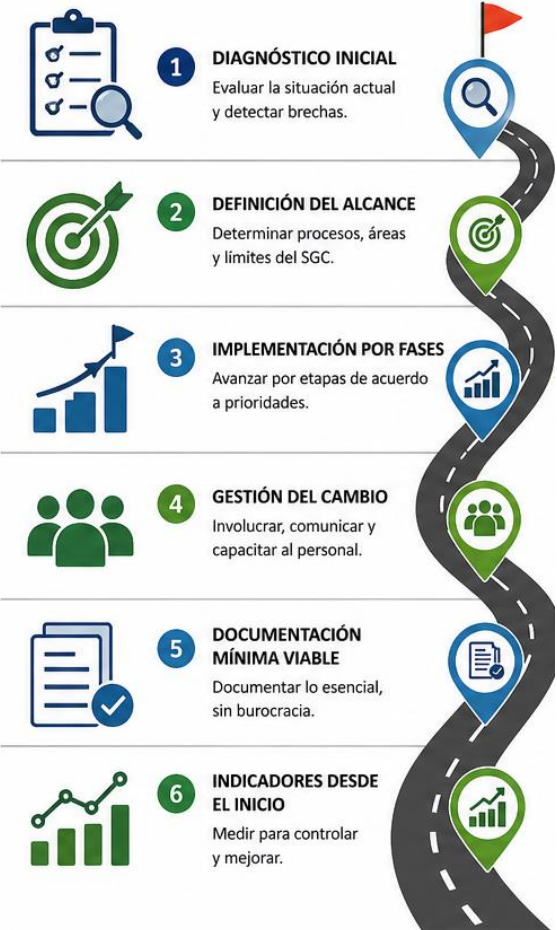 1
DIAGNÓSTICO INICIAL
Evaluar la situación actual
y detectar brechas.
2
DEFINICIÓN DEL ALCANCE
Determinar procesos, áreas
y límites del SGC.
3
IMPLEMENTACIÓN POR FASES
Avanzar por etapas de acuerdo
a prioridades.
4
GESTIÓN DEL CAMBIO
Involucrar, comunicar y
capacitar al personal.
5
DOCUMENTACIÓN
MÍNIMA VIABLE
Documentar lo esencial,
sin burocracia.
6
INDICADORES DESDE
EL INICIO
Medir para controlar
y mejorar.